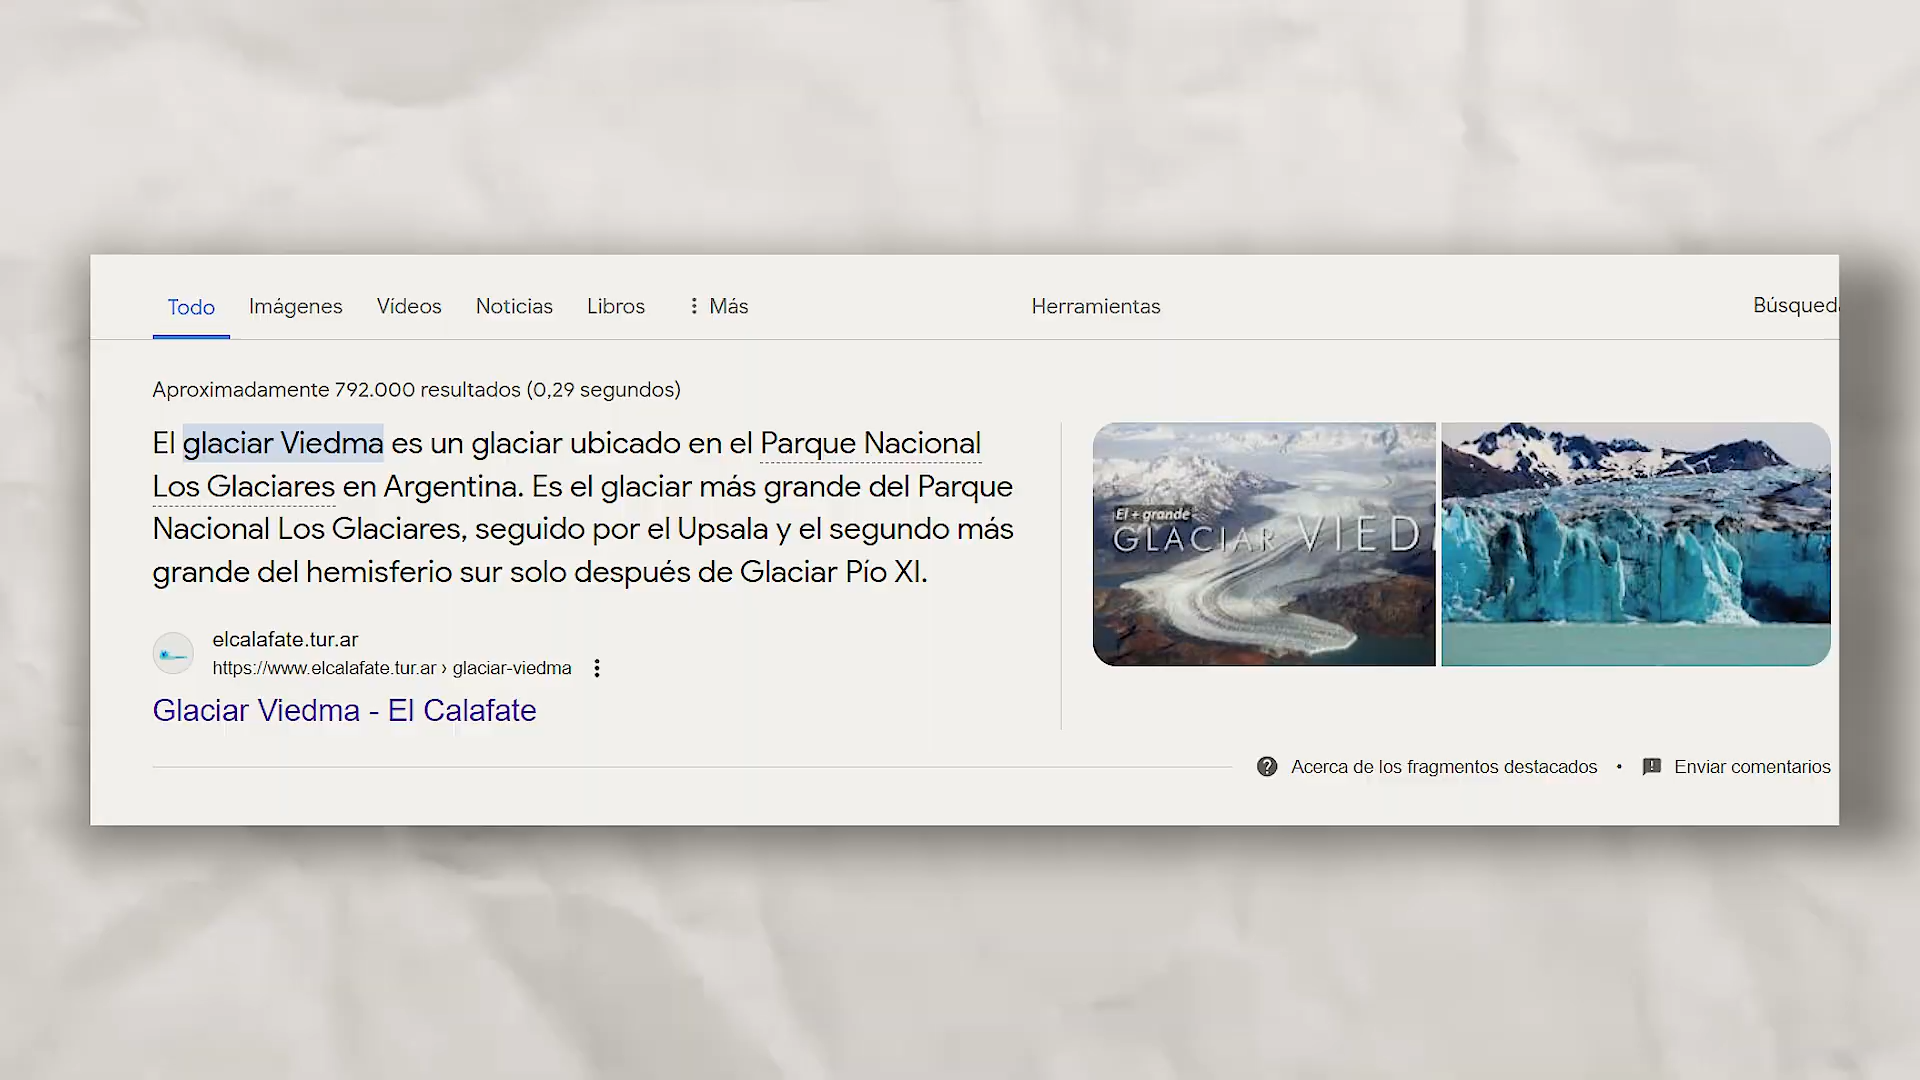 Todo Imágenes Vídeos Noticias Libros Más Herramientas
Aproximadamente 792.000 resultados (0,29 segundos)
El glaciar Viedma es un glaciar ubicado en el Parque Nacional
Los Glaciares en Argentina. Es el glaciar más grande del Parque
Nacional Los Glaciares, seguido por el Upsala y el segundo más
grande del hemisferio sur solo después de Glaciar Pío XI.
elcalafate.tur.ar
https://www.elcalafate.tur.ar › glaciar-viedma
Glaciar Viedma - El Calafate
El + grande
GLACIAR VIED
Acerca de los fragmentos destacados • Enviar comentarios